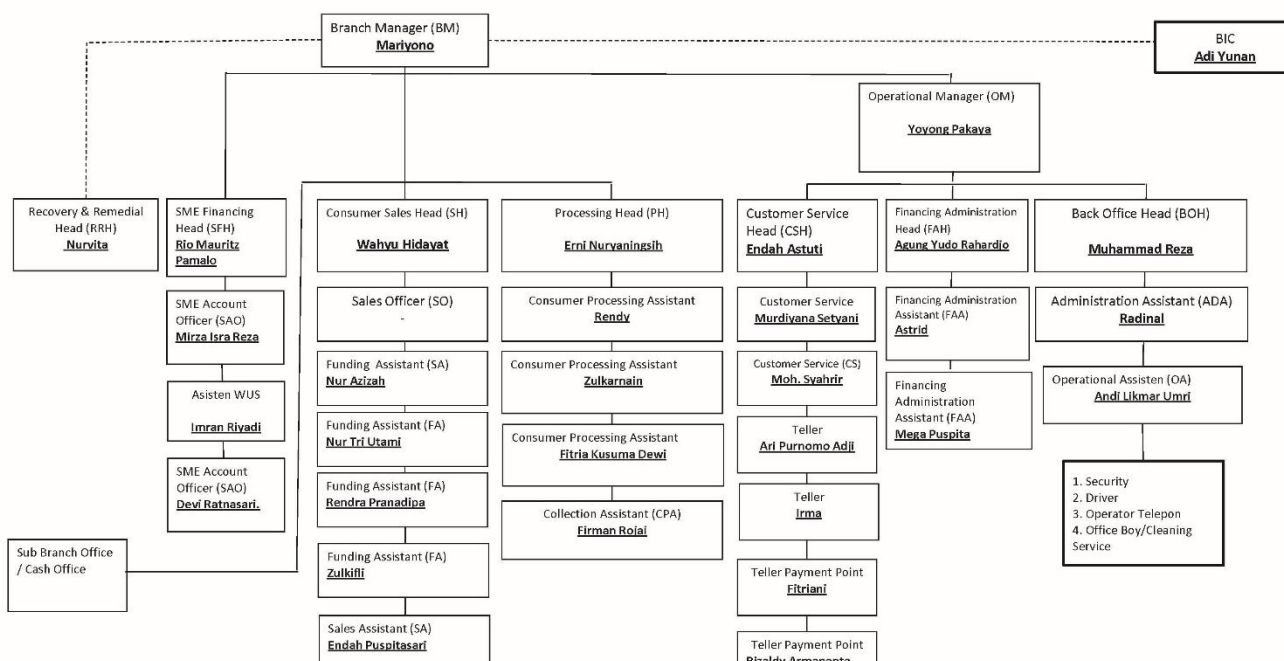 Branch Manager (BM)
Mariyono
BIC
Adi Yunan
Operational Manager (OM)
Yoyong Pakaya
Recovery & Remedial
Head (RRH)
Nurvita
SME Financing
Head (SFH)
Rio Mauritz
Pamalo
Consumer Sales Head (SH)
Wahyu Hidayat
Processing Head (PH)
Erni Nuryaningsih
Customer Service
Head (CSH)
Endah Astuti
Financing Administration
Head (FAH)
Agung Yudo Rahardjo
Back Office Head (BOH)
Muhammad Reza
SME Account
Officer (SAO)
Mirza Isra Reza
Sales Officer (SO)
-
Consumer Processing Assistant
Rendy
Customer Service
Murdiyana Setyani
Financing Administration
Assistant (FAA)
Astrid
Administration Assistant (ADA)
Radinal
Asisten WUS
Imran Riyadi
Funding Assistant (SA)
Nur Azizah
Consumer Processing Assistant
Zulkarnain
Customer Service (CS)
Moh. Syahrir
Financing
Administration
Assistant (FAA)
Mega Puspita
Operational Assisten (OA)
Andi Likmar Umri
Funding Assistant (FA)
Nur Tri Utami
Consumer Processing Assistant
Fitria Kusuma Dewi
Teller
Ari Purnomo Adji
SME Account
Officer (SAO)
Devi Ratnasari.
Funding Assistant (FA)
Rendra Pranadipa
Collection Assistant (CPA)
Firman Rojai
Teller
Irma
1. Security
2. Driver
3. Operator Telepon
4. Office Boy/Cleaning
Service
Sub Branch Office
/ Cash Office
Funding Assistant (FA)
Zulkifli
Teller Payment Point
Fitriani
Sales Assistant (SA)
Endah Puspitasari
Teller Payment Point
Rizaldy